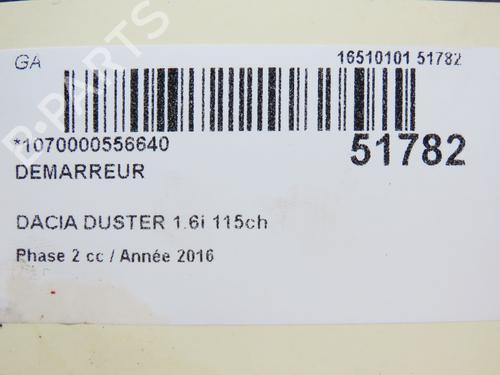 GA
16510101 51782
*1070000556640
51782
DEMARREUR
DACIA DUSTER 1.6i 115ch
Phase 2 cc / Année 2016
B-PARTS